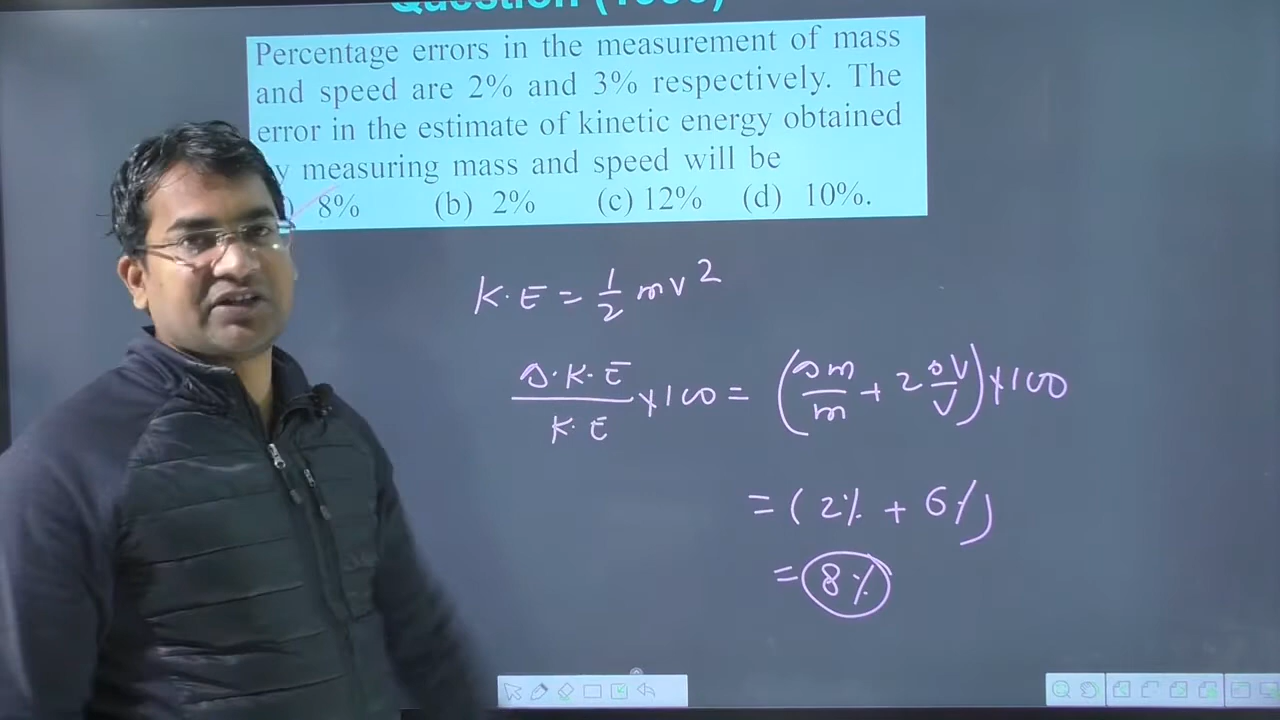 Percentage errors in the measurement of mass
and speed are 2% and 3% respectively. The
error in the estimate of kinetic energy obtained
measuring mass and speed will be
8% (b) 2% (c) 12% (d) 10%.
K.E = 1/2 mv²
Δ.K.E/K.E ×100 = (Δm/m + 2 ΔV/V) ×100
= (2% + 6%)
= 8%